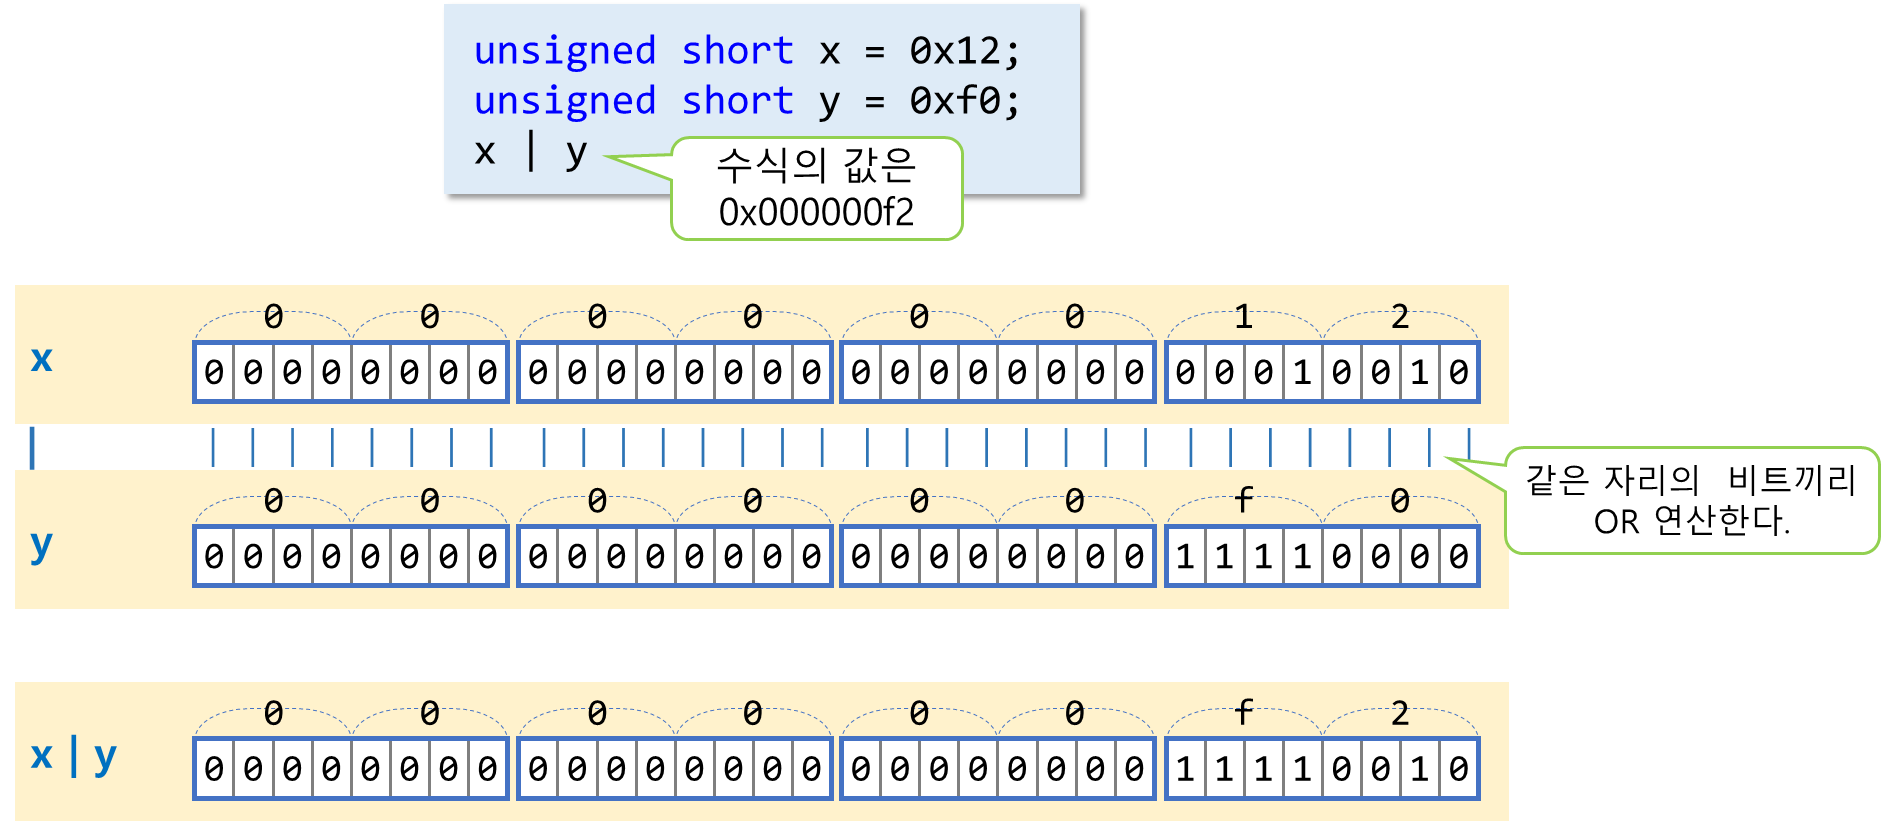 unsigned short x = 0x12;
unsigned short y = 0xf0;
x | y
수식의 값은
0x000000f2
0 0 0 0 0 0 1 2
x
0 0 0 0 0 0 0 0 0 0 0 0 0 0 0 0 0 0 0 0 0 0 0 0 0 0 0 1 0 0 1 0
| | | | | | | | | | | | | | | | | | | | | | | | | | | | | | | | |
같은 자리의 비트끼리
OR 연산한다.
0 0 0 0 0 0 f 0
y
0 0 0 0 0 0 0 0 0 0 0 0 0 0 0 0 0 0 0 0 0 0 0 0 1 1 1 1 0 0 0 0
0 0 0 0 0 0 f 2
x | y
0 0 0 0 0 0 0 0 0 0 0 0 0 0 0 0 0 0 0 0 0 0 0 0 1 1 1 1 0 0 1 0